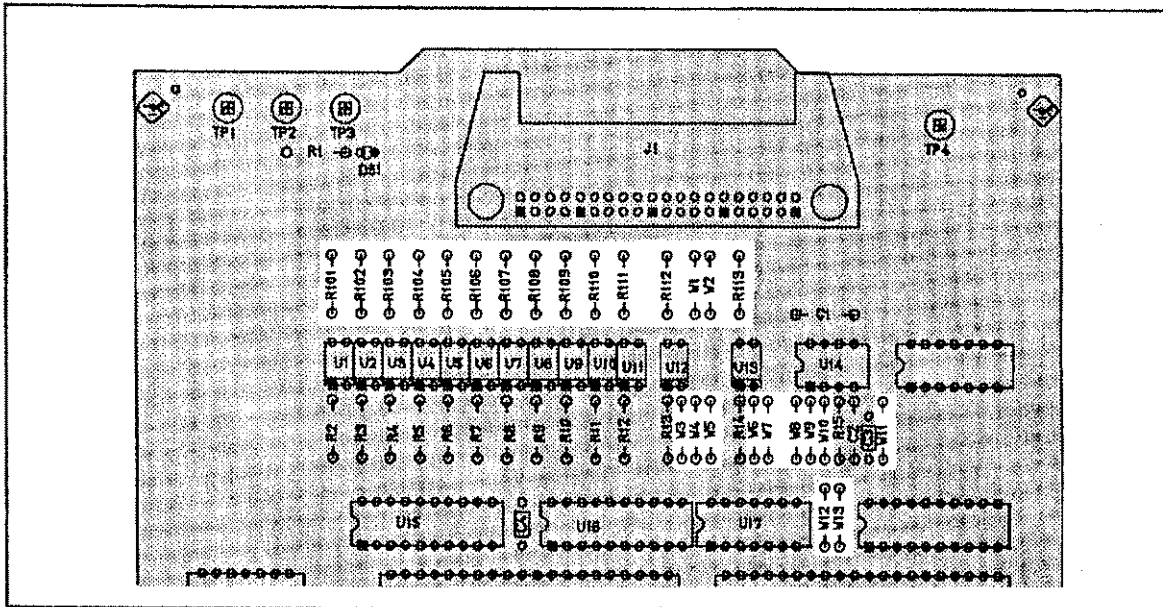 TP1 TP2 TP3
TP4
R1
DS1
J1
R101 R102 R103 R104 R105 R106 R107 R108 R109 R110 R111 R112 W1 W2 R113
C1
U1 U2 U3 U4 U5 U6 U7 U8 U9 U10 U11 U12 U13 U14
R2 R3 R4 R5 R6 R7 R8 R9 R10 R11 R12 R13 W3 W4 W5 R14 W6 W7 W8 W9 W10 R15 W11
U15 U16 U17 W12 W13